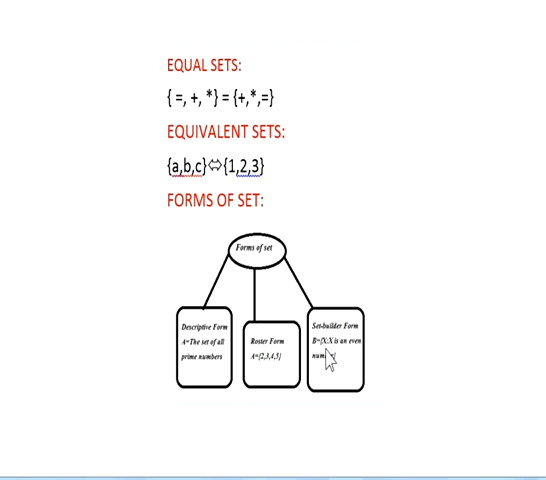 EQUAL SETS:
{ =, +, *} = {+,*,=}
EQUIVALENT SETS:
{a,b,c}⇔{1,2,3}
FORMS OF SET:
Forms of set
Descriptive Form
A=The set of all
prime numbers
Roster Form
A={2,3,4,5}
Set-builder Form
B={X:X is an even